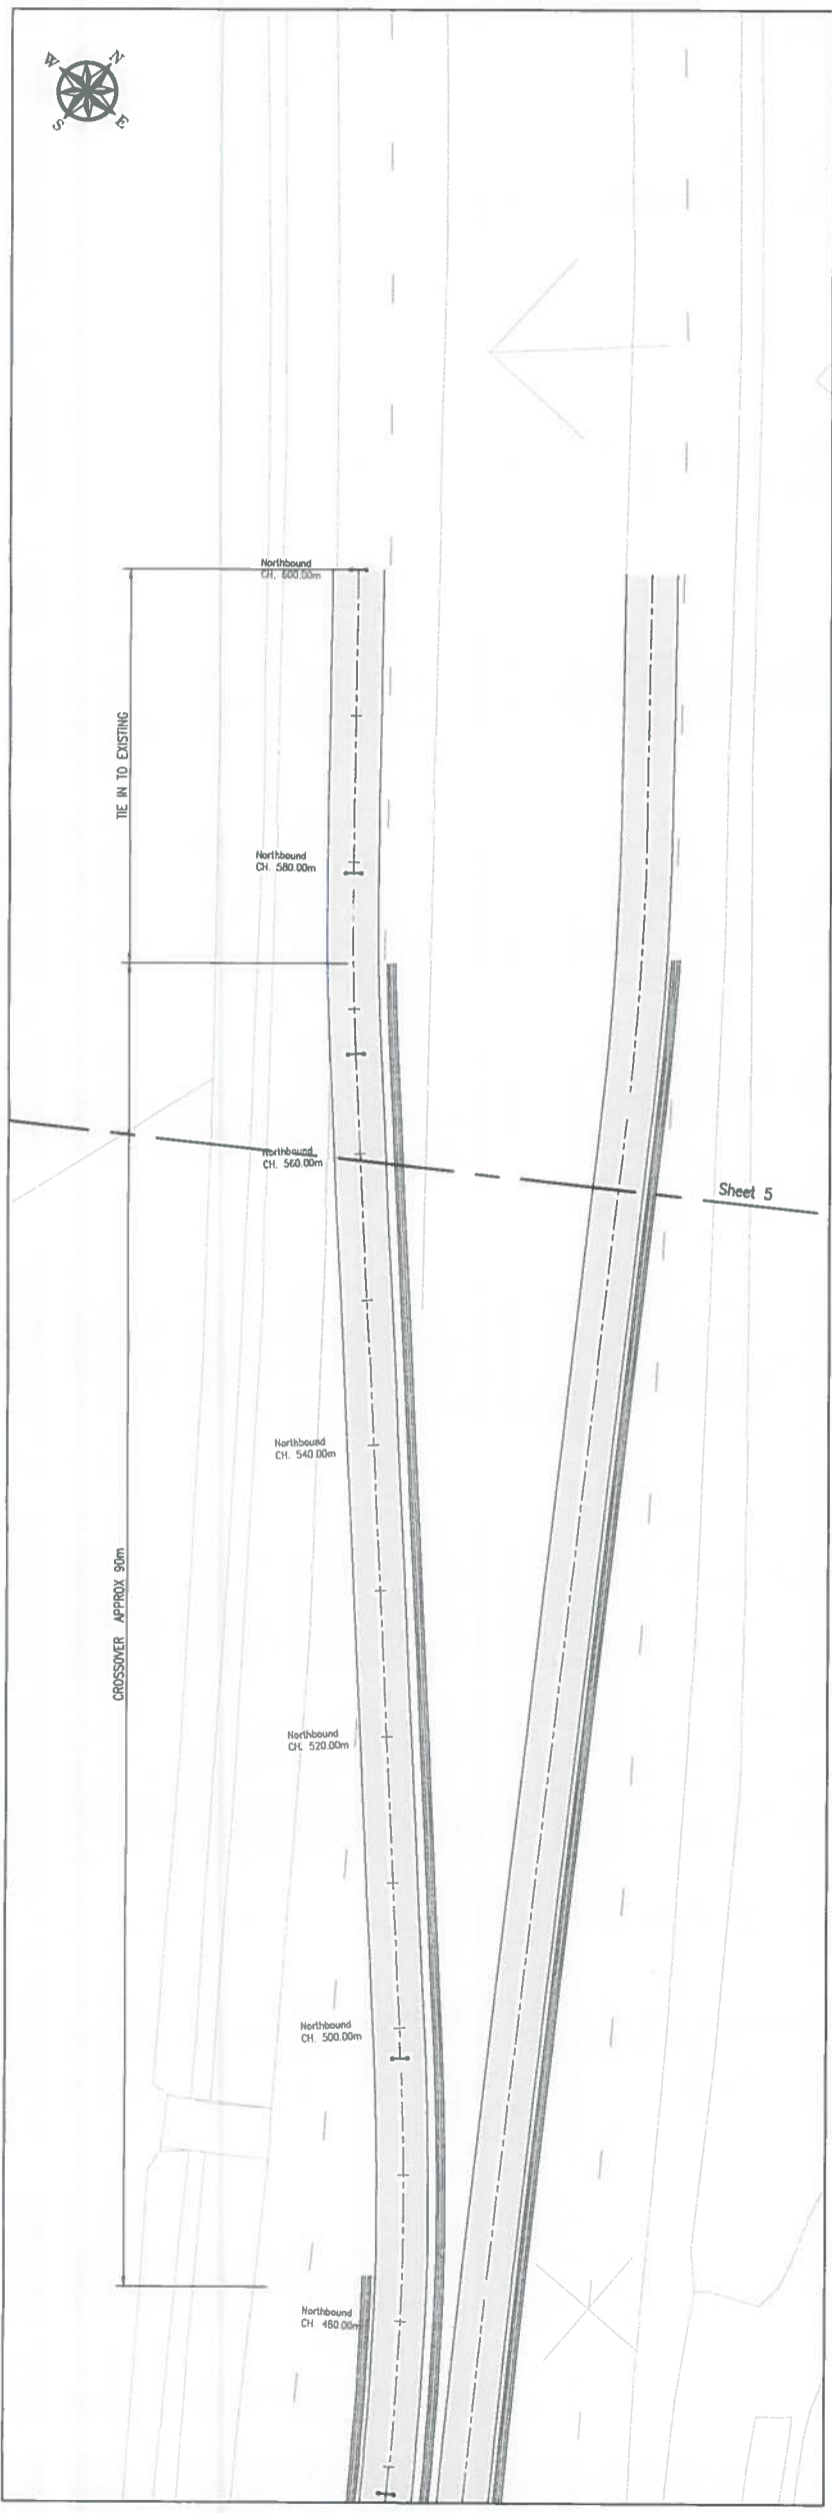 W N
S E
Northbound
CH. 600.00m
TIE IN TO EXISTING
Northbound
CH. 580.00m
Northbound
CH. 560.00m
Sheet 5
Northbound
CH. 540.00m
CROSSOVER APPROX 90m
Northbound
CH. 520.00m
Northbound
CH. 500.00m
Northbound
CH. 480.00m